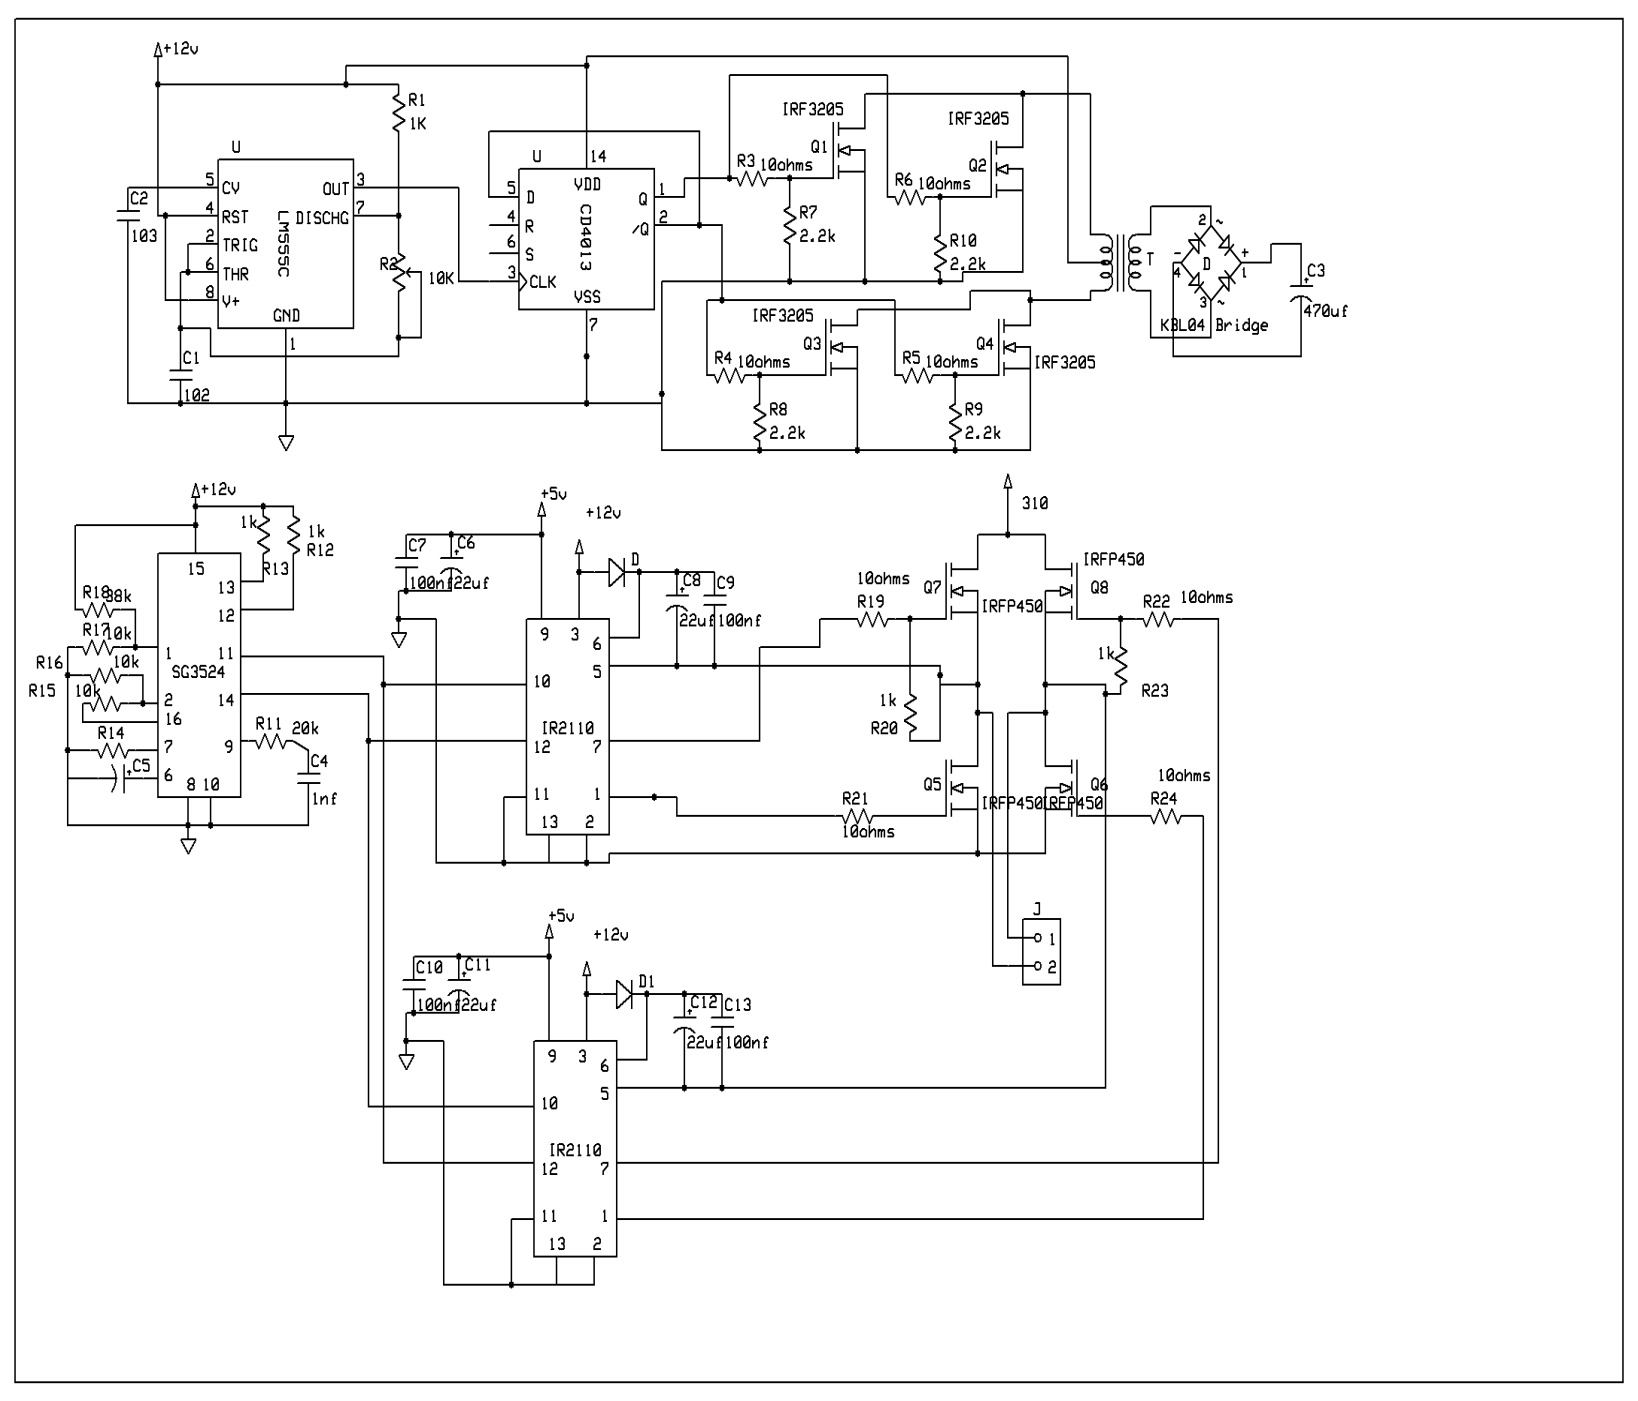 +12v
R1
1K
U
5 CV
OUT 3
4 RST
DISCHG 7
2 TRIG
6 THR
8 V+
GND
1
LM555C
C2
103
C1
102
R2
10K
U
14
VDD
5 D
Q 1
4 R
/Q 2
6 S
3 CLK
VSS
7
CD4013
IRF3205
Q1
R3 10ohms
R7
2.2k
IRF3205
Q2
R6 10ohms
R10
2.2k
IRF3205
Q3
R4 10ohms
R8
2.2k
Q4
R5 10ohms
IRF3205
R9
2.2k
T
2 ~
- +
4 D 1
3 ~
KBL04 Bridge
C3
470uf
+12v
1k
R13
1k
R12
15
13
12
R18 38k
R17 10k
1
11
R16 10k
SG3524
R15 10k
2
14
16
R14
7
9
R11 20k
+ C5
6
8 10
C4
1nf
+5v
+12v
C7
100nf
+ C6
22uf
D
+ C8
22uf
C9
100nf
9 3
6
5
10
IR2110
12
7
11
1
13 2
310
10ohms
R19
Q7
IRFP450
IRFP450
Q8
R22 10ohms
1k
R20
1k
R23
Q5
IRFP450
Q6
IRFP450
R21
10ohms
10ohms
R24
J
1
2
+5v
+12v
C10
100nf
+ C11
22uf
D1
+ C12
22uf
C13
100nf
9 3
6
5
10
IR2110
12
7
11
1
13 2